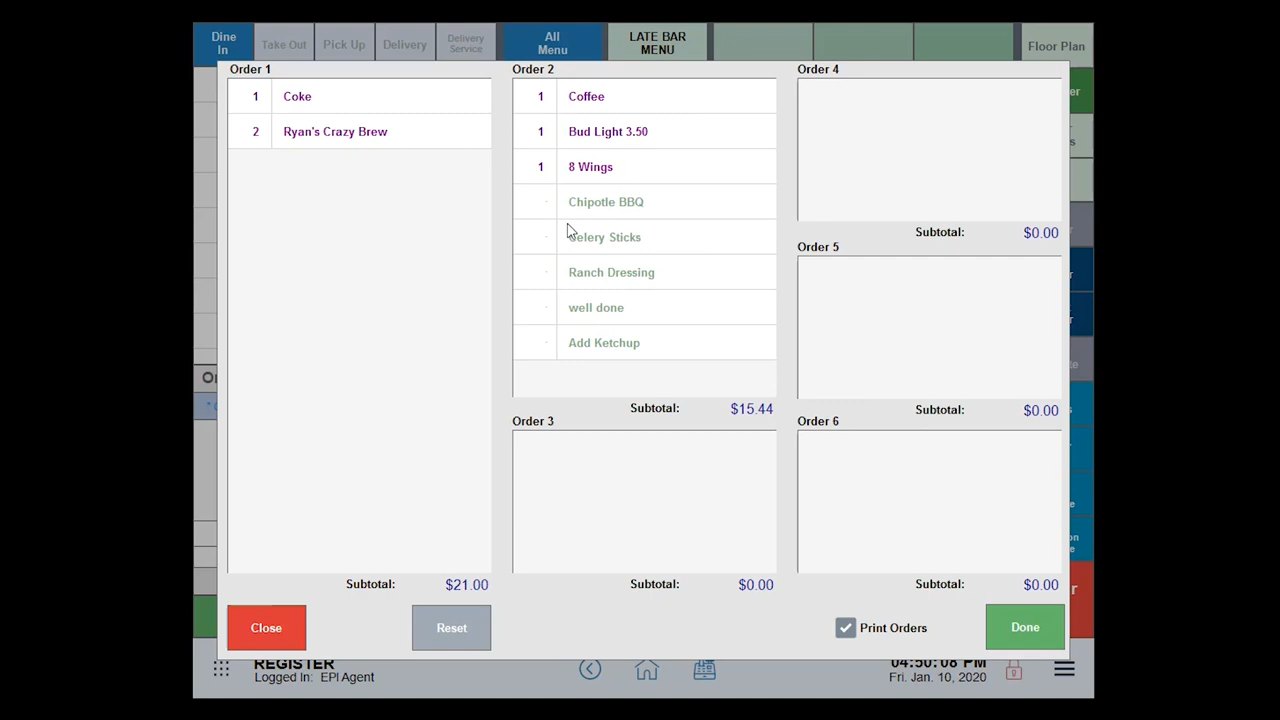 Dine
In
Take Out
Pick Up
Delivery
Delivery
Service
All
Menu
LATE BAR
MENU
Floor Plan
Order 1
1 Coke
2 Ryan's Crazy Brew
Subtotal: $21.00
Order 2
1 Coffee
1 Bud Light 3.50
1 8 Wings
Chipotle BBQ
Celery Sticks
Ranch Dressing
well done
Add Ketchup
Subtotal: $15.44
Order 3
Subtotal: $0.00
Order 4
Subtotal: $0.00
Order 5
Subtotal: $0.00
Order 6
Subtotal: $0.00
Close
Reset
Print Orders
Done
REGISTER
Logged In: EPI Agent
04:50:08 PM
Fri. Jan. 10, 2020